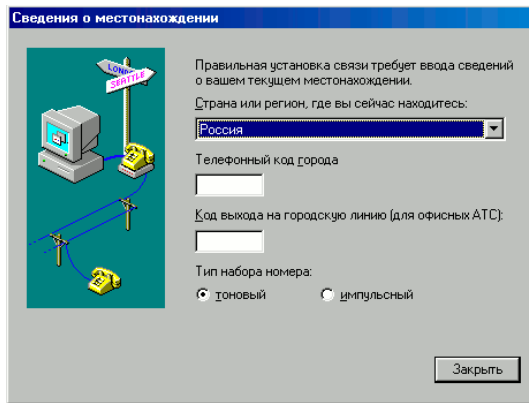 Сведения о местонахождении
LONDON
SEATTLE
Правильная установка связи требует ввода сведений
о вашем текущем местонахождении.
Страна или регион, где вы сейчас находитесь:
Россия
Телефонный код города
Код выхода на городскую линию (для офисных АТС):
Тип набора номера:
тоновый импульсный
Закрыть